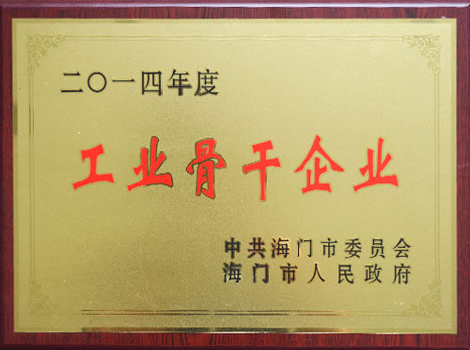 二〇一四年度
工业骨干企业
中共海门市委员会
海门市人民政府